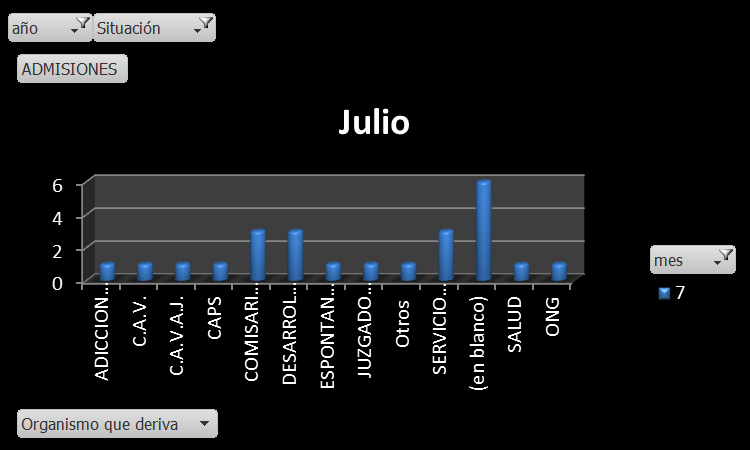 año
Situación
ADMISIONES
Julio
6
4
2
0
ADICCION...
C.A.V.
C.A.V.A.J.
CAPS
COMISARI...
DESARROL...
ESPONTAN...
JUZGADO...
Otros
SERVICIO...
(en blanco)
SALUD
ONG
mes
7
Organismo que deriva